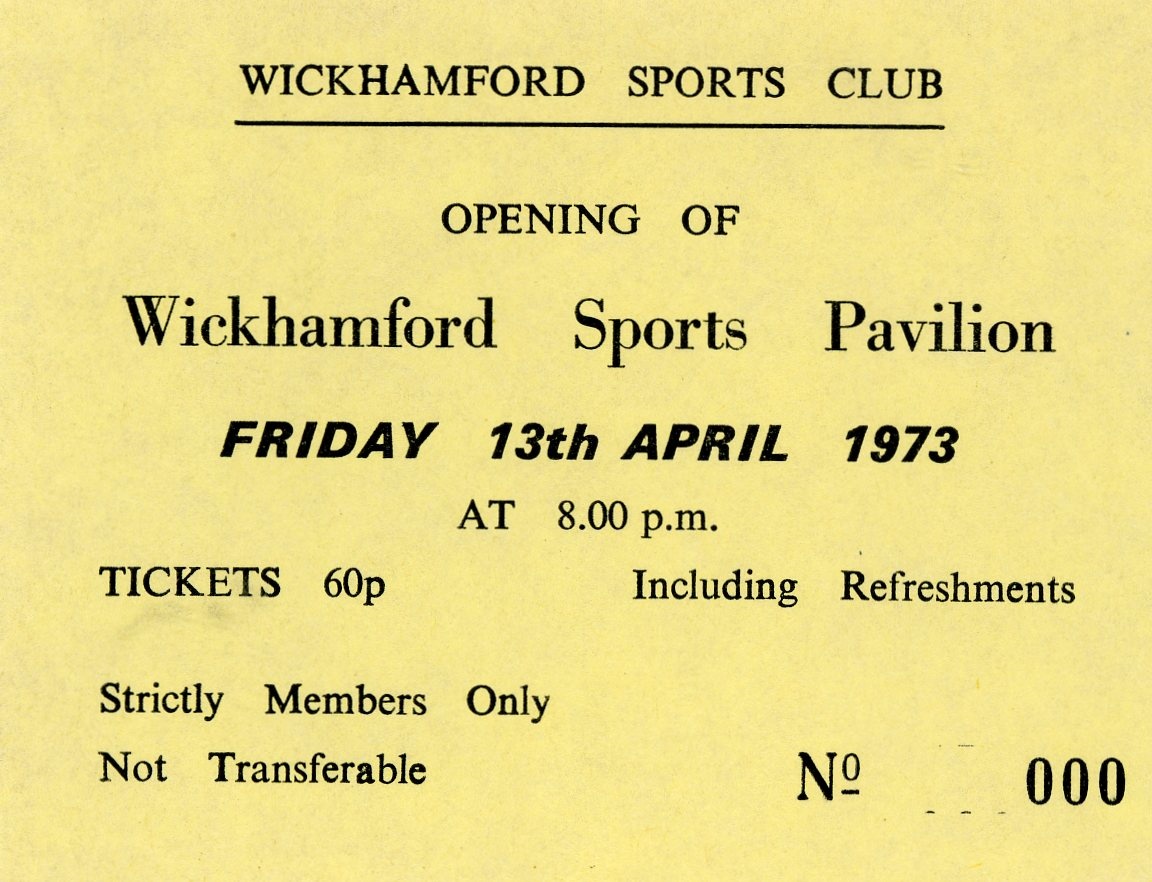 WICKHAMFORD SPORTS CLUB
OPENING OF
Wickhamford Sports Pavilion
FRIDAY 13th APRIL 1973
AT 8.00 p.m.
TICKETS 60p Including Refreshments
Strictly Members Only
Not Transferable Nº 000